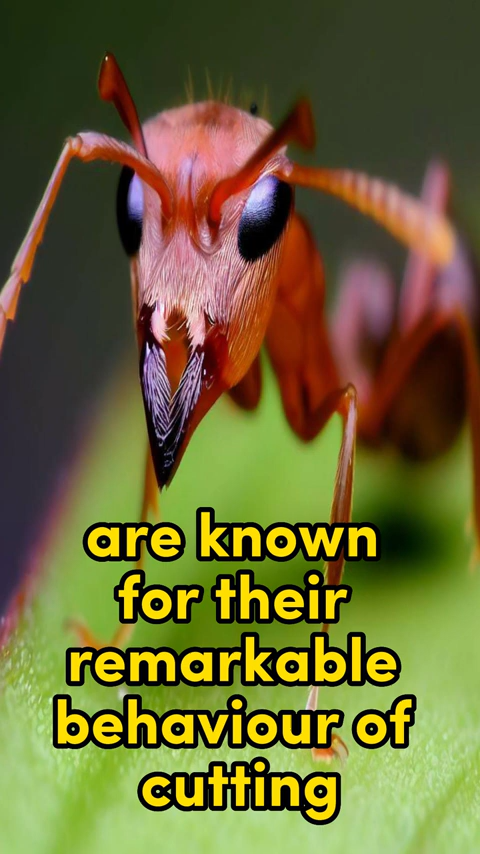 are known
for their
remarkable
behaviour of
cutting